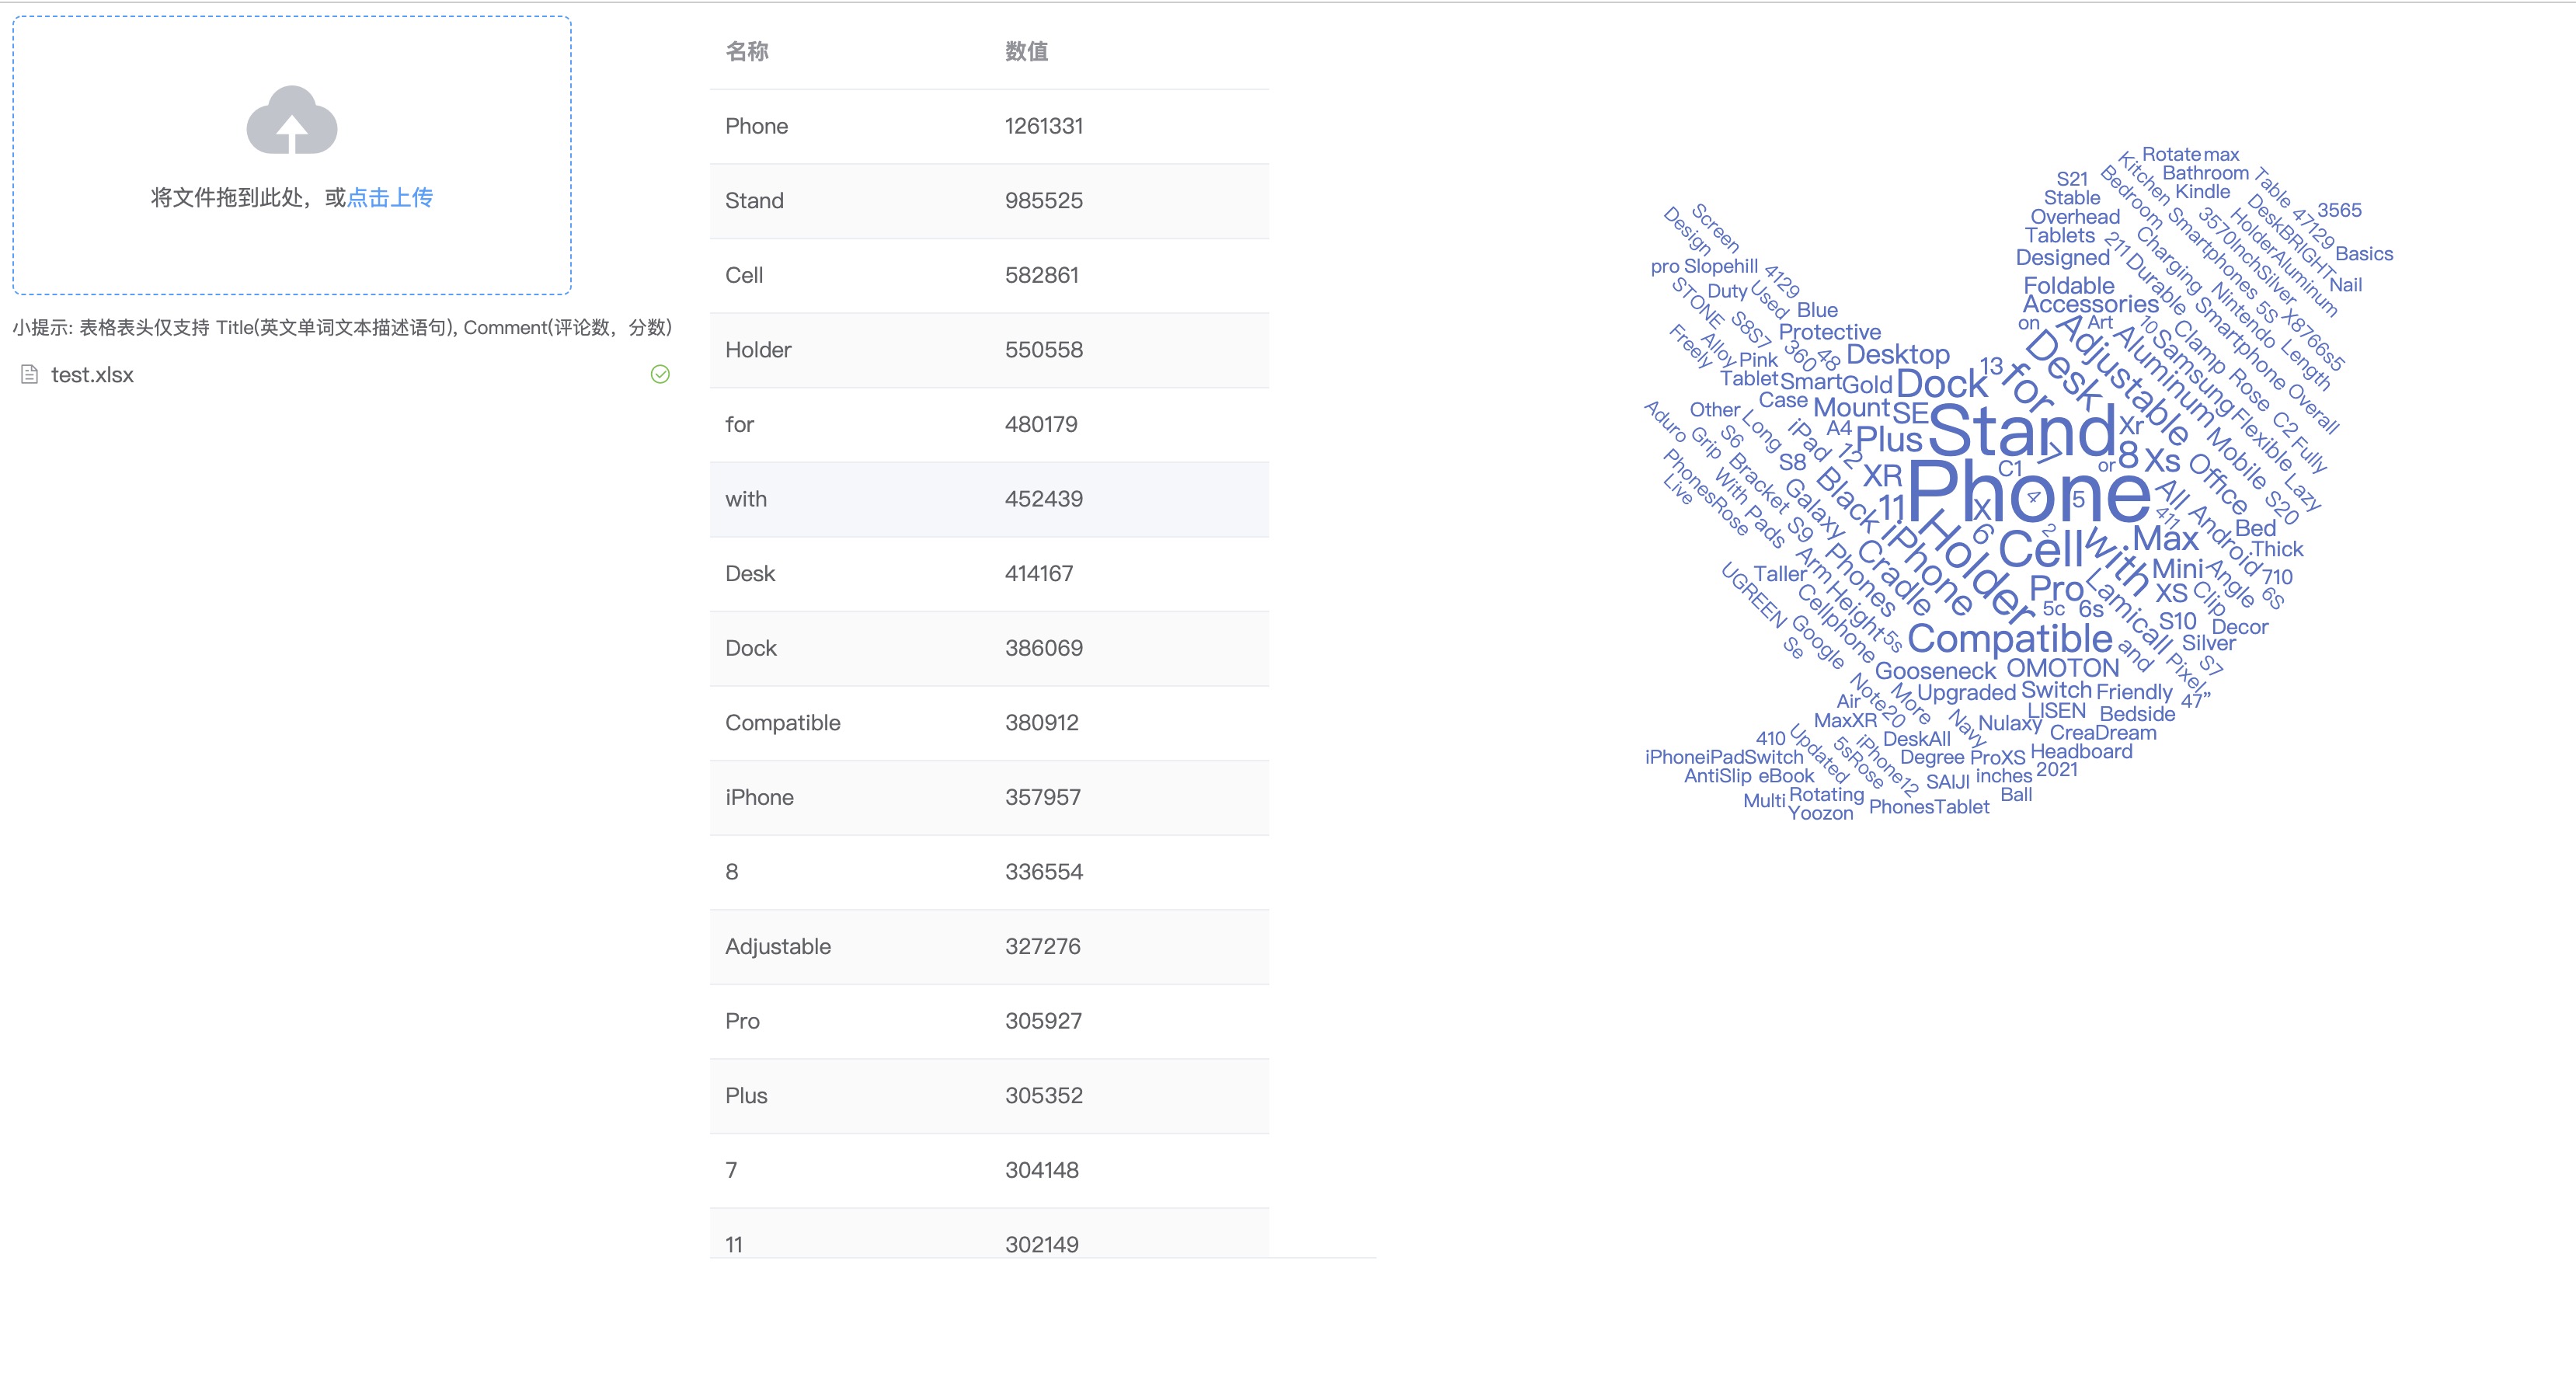 将文件拖到此处，或点击上传
小提示: 表格表头仅支持 Title(英文单词文本描述语句), Comment(评论数，分数)
test.xlsx
名称 数值
Phone 1261331
Stand 985525
Cell 582861
Holder 550558
for 480179
with 452439
Desk 414167
Dock 386069
Compatible 380912
iPhone 357957
8 336554
Adjustable 327276
Pro 305927
Plus 305352
7 304148
11 302149
Rotate
max
Kitchen
Bathroom
Table
S21
Bedroom
Kindle
Stable
3565
Overhead
47129
DeskBRIGHT
Tablets
HolderAluminum
Basics
Designed
211
Charging
Smartphones
3570InchSilver
Nail
Foldable
Durable
Accessories
Nintendo
5S
X8766s5
on
Art
10
Clamp
Smartphone
Length
Screen
Design
pro
Slopehill
4129
STONE
Duty
Used
Blue
S8S7
Protective
Freely
Alloy
Pink
360
48
Desktop
13
for
Desk
Adjustable
Aluminum
Samsung
Rose
Overall
Tablet
Smart
Gold
Dock
Case
Mount
SE
Stand
Xr
Flexible
C2
Fully
Aduro
Other
Long
A4
Plus
iPad
12
7
or
8
Xs
Office
Mobile
Lazy
Grip
S6
S8
XR
C1
Phone
PhonesRose
Bracket
Black
11
X
4
5
All
S20
Live
With
Pads
Galaxy
S9
6
2
411
Android
Bed
Holder
iPhone
Cell
with
Max
Thick
Arm
Phones
Cradle
Mini
Angle
710
UGREEN
Taller
Height
Pro
Lamicall
XS
Clip
6S
Cellphone
5s
5c
6s
S10
Decor
Google
Se
Compatible
and
Silver
Gooseneck
OMOTON
Pixel
S7
Note20
More
Upgraded
Switch
Friendly
47”
Air
LISEN
Bedside
MaxXR
Navy
Nulaxy
CreaDream
410
Updated
DeskAll
Headboard
iPhoneiPadSwitch
5sRose
iPhone12
Degree
ProXS
AntiSlip
eBook
SAIJI
inches
2021
Multi
Rotating
PhonesTablet
Ball
Yoozon